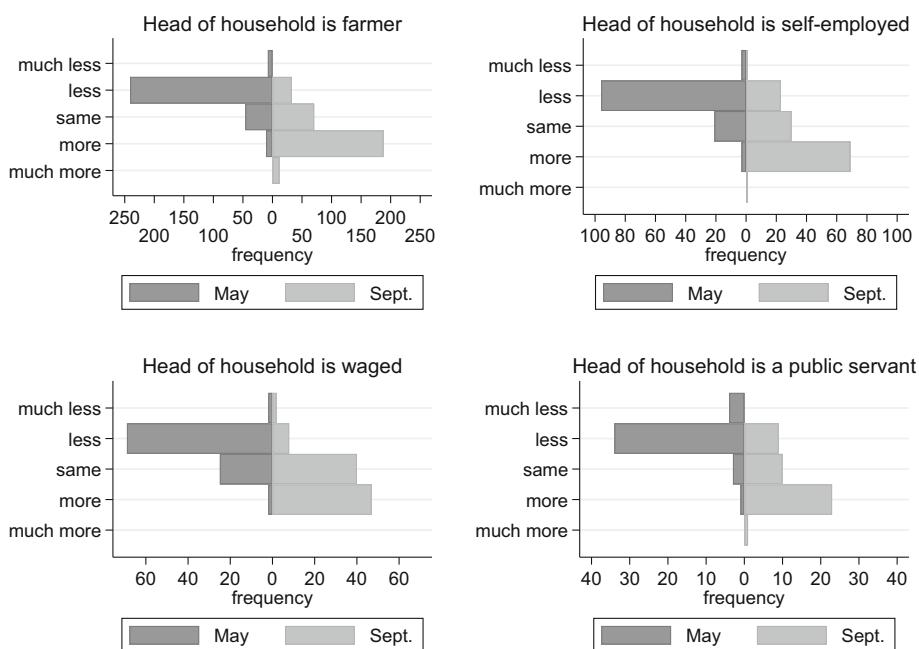 Head of household is farmer
much less
less
same
more
much more
250 150 50 0 100 200
200 100 50 150 250
frequency
May Sept.
Head of household is self-employed
much less
less
same
more
much more
100 80 60 40 20 0 20 40 60 80 100
frequency
May Sept.
Head of household is waged
much less
less
same
more
much more
60 40 20 0 20 40 60
frequency
May Sept.
Head of household is a public servant
much less
less
same
more
much more
40 30 20 10 0 10 20 30 40
frequency
May Sept.